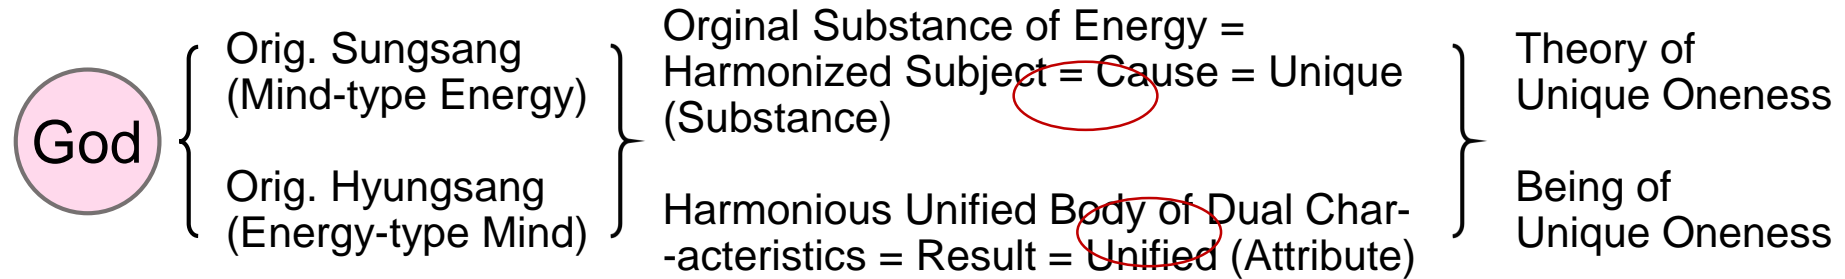 God
Orig. Sungsang
(Mind-type Energy)
Orig. Hyungsang
(Energy-type Mind)
Orginal Substance of Energy =
Harmonized Subject = Cause = Unique
(Substance)
Harmonious Unified Body of Dual Char-
-acteristics = Result = Unified (Attribute)
Theory of
Unique Oneness
Being of
Unique Oneness